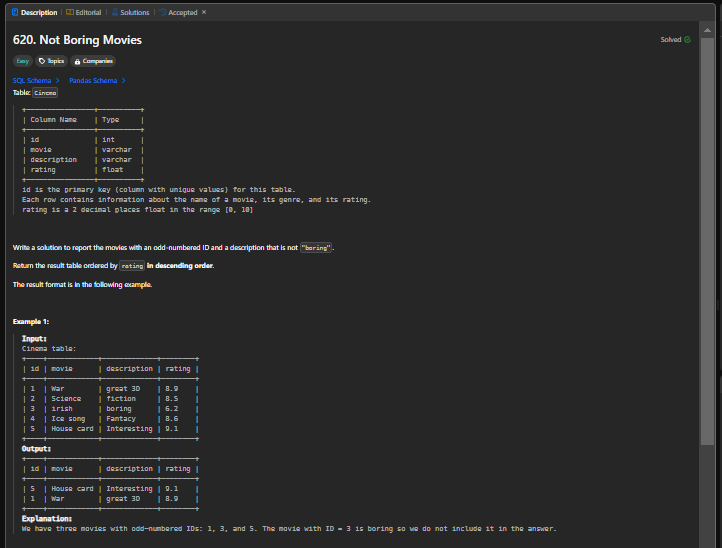 Description | Editorial | Solutions | Accepted ×
620. Not Boring Movies
Solved
Easy Topics Companies
SQL Schema > Pandas Schema >
Table: Cinema
+----------------+----------+
| Column Name | Type |
+----------------+----------+
| id | int |
| movie | varchar |
| description | varchar |
| rating | float |
+----------------+----------+
id is the primary key (column with unique values) for this table.
Each row contains information about the name of a movie, its genre, and its rating.
rating is a 2 decimal places float in the range [0, 10]
Write a solution to report the movies with an odd-numbered ID and a description that is not "boring".
Return the result table ordered by rating in descending order.
The result format is in the following example.
Example 1:
Input:
Cinema table:
+----+------------+-------------+--------+
| id | movie | description | rating |
+----+------------+-------------+--------+
| 1 | War | great 3D | 8.9 |
| 2 | Science | fiction | 8.5 |
| 3 | irish | boring | 6.2 |
| 4 | Ice song | Fantacy | 8.6 |
| 5 | House card | Interesting | 9.1 |
+----+------------+-------------+--------+
Output:
+----+------------+-------------+--------+
| id | movie | description | rating |
+----+------------+-------------+--------+
| 5 | House card | Interesting | 9.1 |
| 1 | War | great 3D | 8.9 |
+----+------------+-------------+--------+
Explanation:
We have three movies with odd-numbered IDs: 1, 3, and 5. The movie with ID = 3 is boring so we do not include it in the answer.